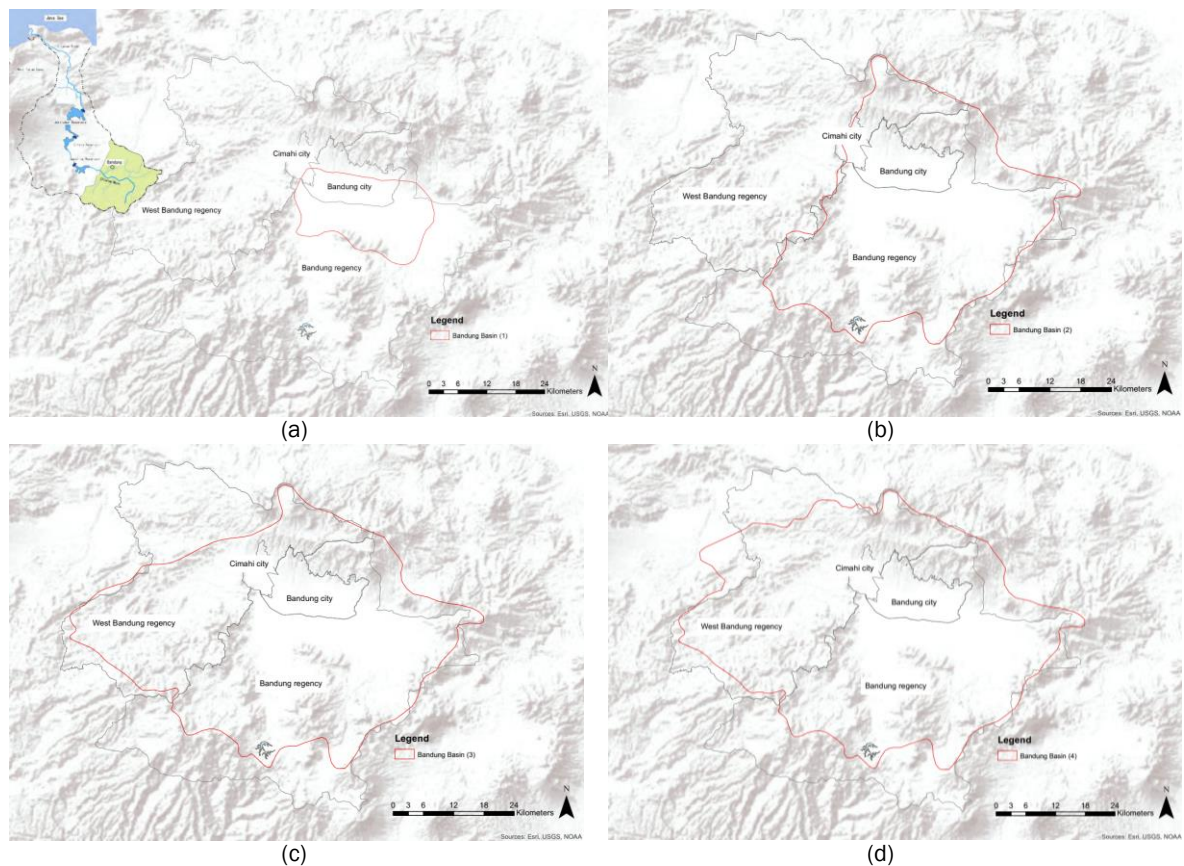 Java Sea
Bandung
Cimahi city
Bandung city
West Bandung regency
Bandung regency
Legend
Bandung Basin (1)
N
0 3 6 12 18 24
Kilometers
Sources: Esri, USGS, NOAA
(a)
Cimahi city
Bandung city
West Bandung regency
Bandung regency
Legend
Bandung Basin (2)
N
0 3 6 12 18 24
Kilometers
Sources: Esri, USGS, NOAA
(b)
Cimahi city
Bandung city
West Bandung regency
Bandung regency
Legend
Bandung Basin (3)
N
0 3 6 12 18 24
Kilometers
Sources: Esri, USGS, NOAA
(c)
Cimahi city
Bandung city
West Bandung regency
Bandung regency
Legend
Bandung Basin (4)
N
0 3 6 12 18 24
Kilometers
Sources: Esri, USGS, NOAA
(d)